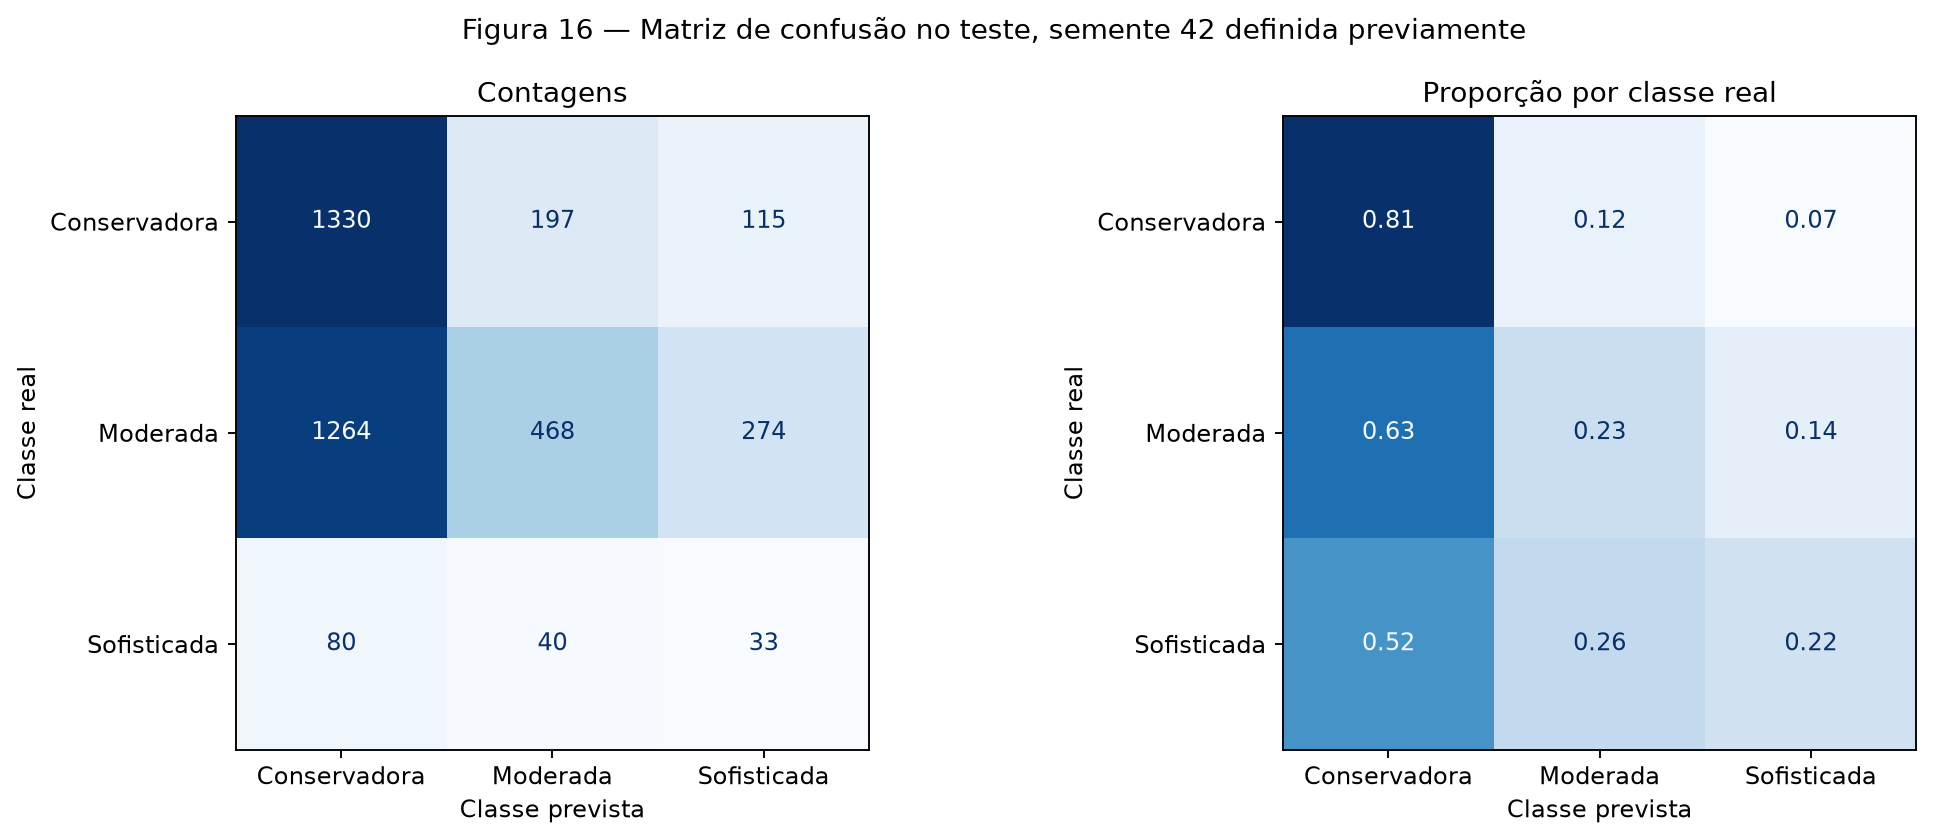 Figura 16 — Matriz de confusão no teste, semente 42 definida previamente
Contagens
Classe real
Conservadora 1330 197 115
Moderada 1264 468 274
Sofisticada 80 40 33
Conservadora Moderada Sofisticada
Classe prevista
Proporção por classe real
Classe real
Conservadora 0.81 0.12 0.07
Moderada 0.63 0.23 0.14
Sofisticada 0.52 0.26 0.22
Conservadora Moderada Sofisticada
Classe prevista